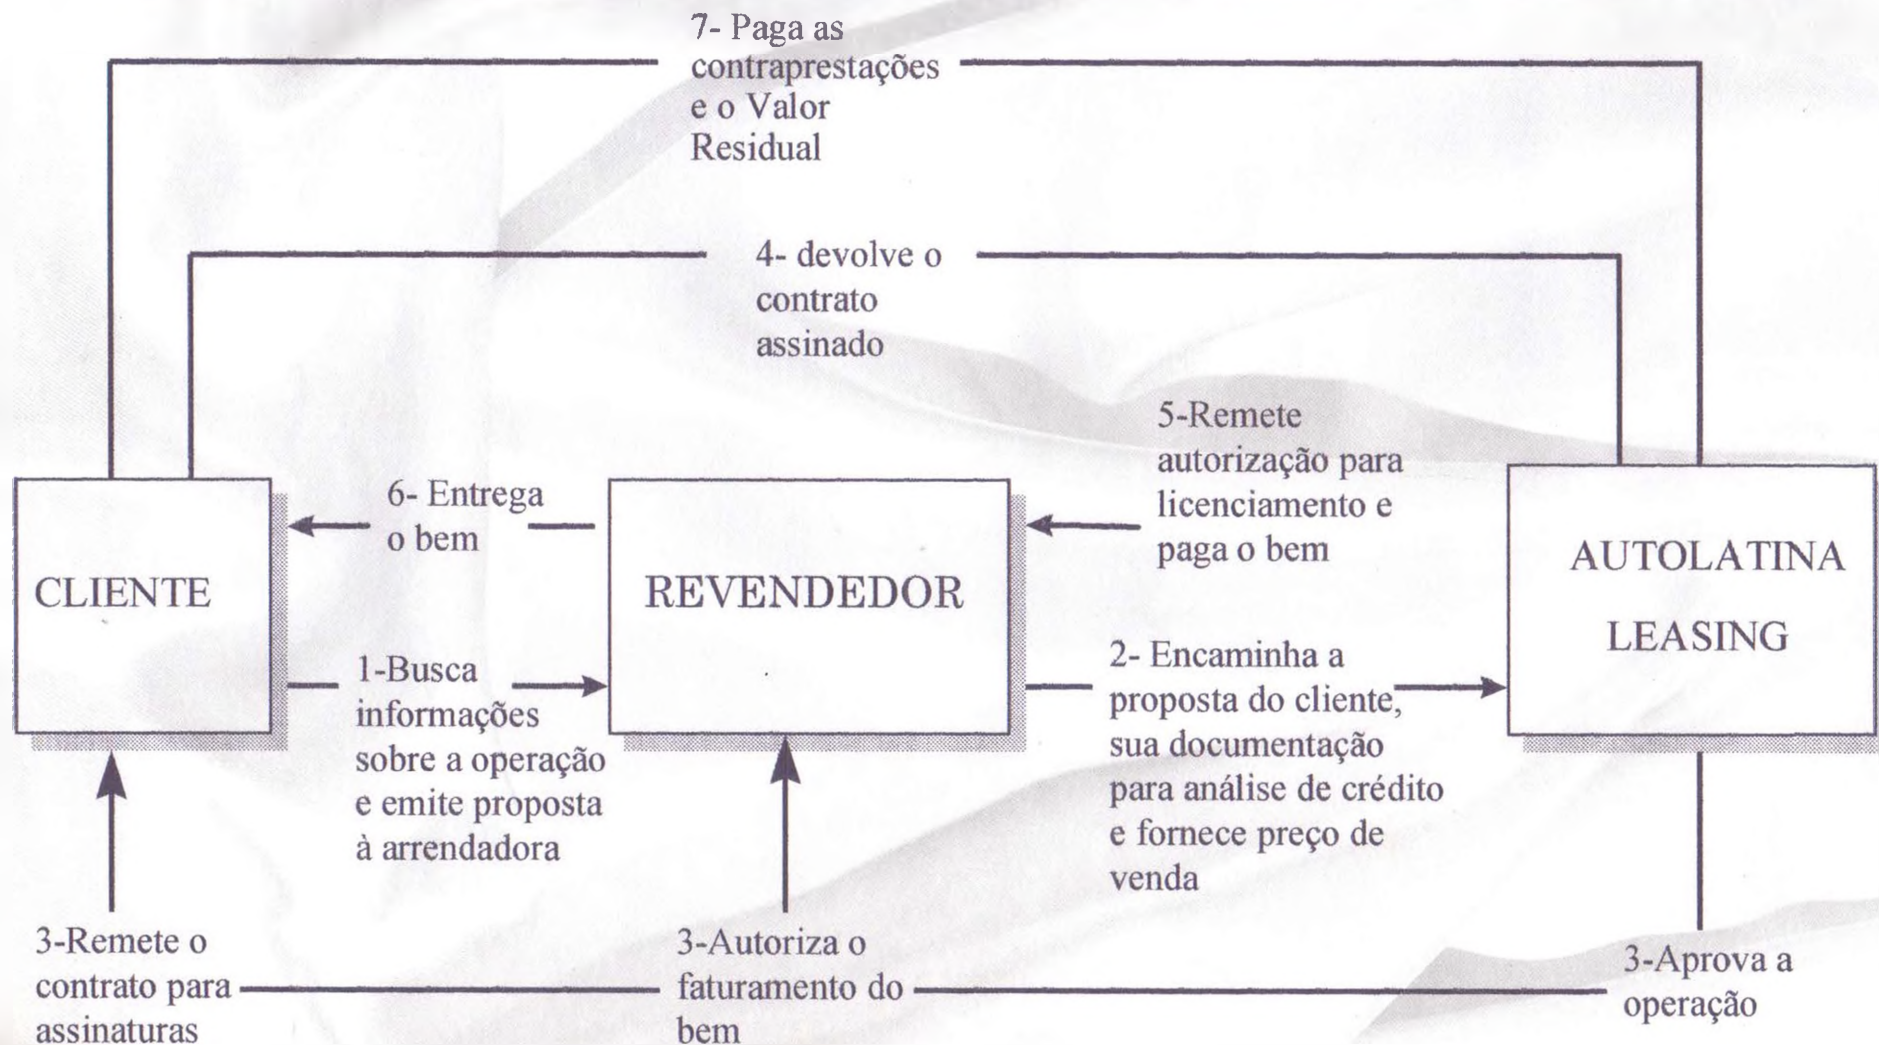 7- Paga as
contraprestações
e o Valor
Residual
4- devolve o
contrato
assinado
5-Remete
autorização para
licenciamento e
paga o bem
6- Entrega
o bem
CLIENTE
REVENDEDOR
AUTOLATINA
LEASING
1-Busca
informações
sobre a operação
e emite proposta
à arrendadora
2- Encaminha a
proposta do cliente,
sua documentação
para análise de crédito
e fornece preço de
venda
3-Remete o
contrato para
assinaturas
3-Autoriza o
faturamento do
bem
3-Aprova a
operação